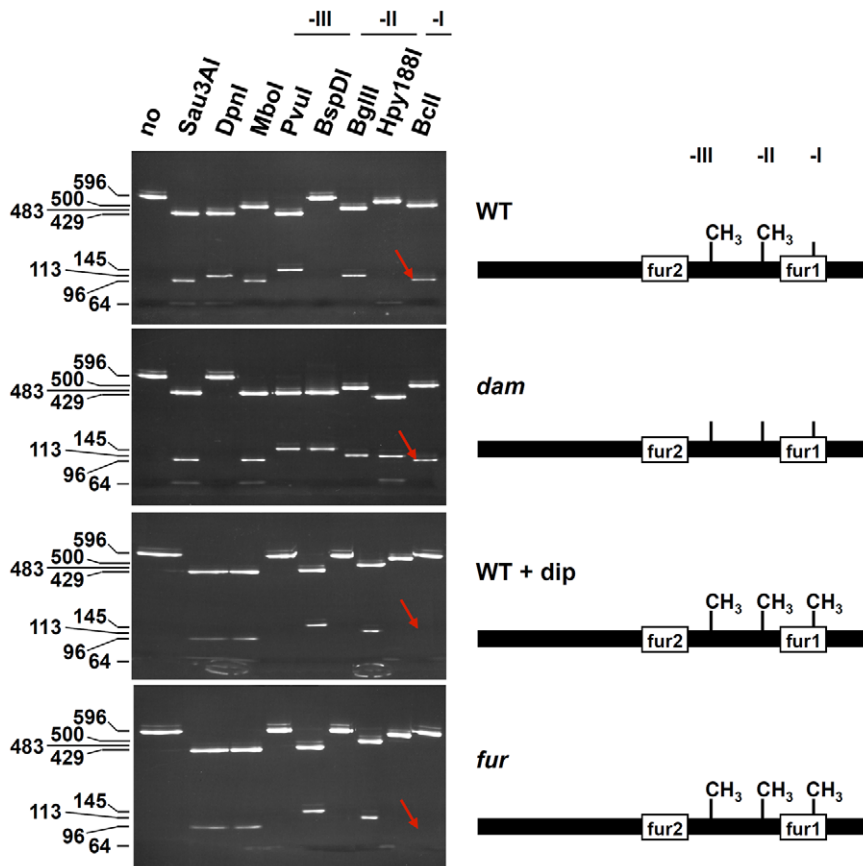 -III -II -I
no Sau3AI DpnI MboI PvuI BspDI BglII Hpy188I BclI
596
500
483
429
145
113
96
64
-III -II -I
WT
CH3 CH3
fur2 fur1
596
500
483
429
145
113
96
64
dam
fur2 fur1
596
500
483
429
145
113
96
64
WT + dip
CH3 CH3 CH3
fur2 fur1
596
500
483
429
145
113
96
64
fur
CH3 CH3 CH3
fur2 fur1